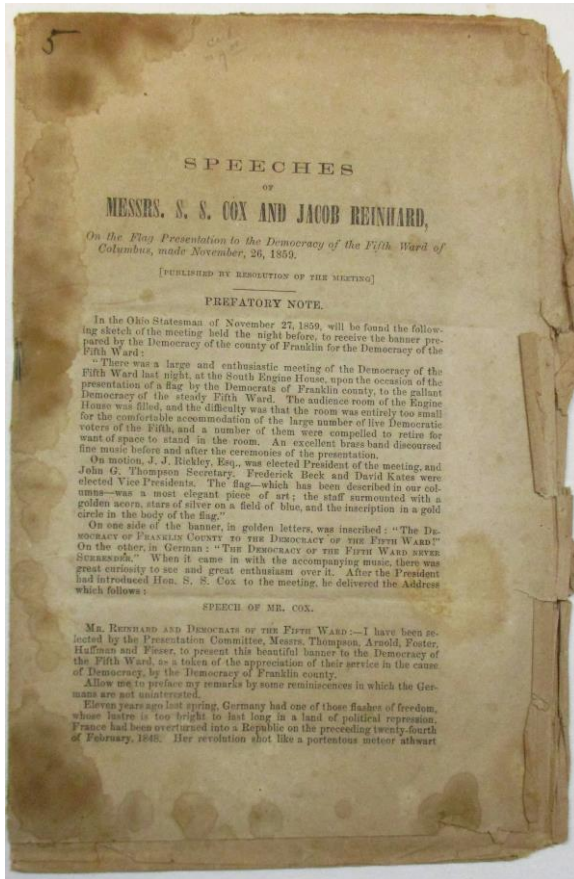 5
SPEECHES
OF
MESSRS. S. S. COX AND JACOB REINHARD,
On the Flag Presentation to the Democracy of the Fifth Ward of
Columbus, made November, 26, 1859.
[PUBLISHED BY RESOLUTION OF THE MEETING]
PREFATORY NOTE.
In the Ohio Statesman of November 27, 1859, will be found the follow-
ing sketch of the meeting held the night before, to receive the banner pre-
pared by the Democracy of the county of Franklin for the Democracy of the
Fifth Ward:
"There was a large and enthusiastic meeting of the Democracy of the
Fifth Ward last night, at the South Engine House, upon the occasion of the
presentation of a flag by the Democrats of Franklin county, to the gallant
Democracy of the steady Fifth Ward. The audience room of the Engine
House was filled, and the difficulty was that the room was entirely too small
for the comfortable accommodation of the large number of live Democratic
voters of the Fifth, and a number of them were compelled to retire for
want of space to stand in the room. An excellent brass band discoursed
fine music before and after the ceremonies of the presentation.
On motion, J. J. Rickley, Esq., was elected President of the meeting, and
John G. Thompson Secretary. Frederick Beck and David Kates were
elected Vice Presidents. The flag—which has been described in our col-
umns—was a most elegant piece of art; the staff surmounted with a
golden acorn, stars of silver on a field of blue, and the inscription in a gold
circle in the body of the flag."
On one side of the banner, in golden letters, was inscribed: "THE DE-
MOCRACY OF FRANKLIN COUNTY TO THE DEMOCRACY OF THE FIFTH WARD!"
On the other, in German: "THE DEMOCRACY OF THE FIFTH WARD NEVER
SURRENDER." When it came in with the accompanying music, there was
great curiosity to see and great enthusiasm over it. After the President
had introduced Hon. S. S. Cox to the meeting, he delivered the Address
which follows:
SPEECH OF MR. COX.
MR. REINHARD AND DEMOCRATS OF THE FIFTH WARD:—I have been se-
lected by the Presentation Committee, Messrs. Thompson, Arnold, Foster,
Huffman and Fieser, to present this beautiful banner to the Democracy of
the Fifth Ward, as a token of the appreciation of their service in the cause
of Democracy, by the Democracy of Franklin county.
Allow me to preface my remarks by some reminiscences in which the Ger-
mans are not uninterested.
Eleven years ago last spring, Germany had one of those flashes of freedom,
whose lustre is too bright to last long in a land of political repression.
France had been overturned into a Republic on the preceeding twenty-fourth
of February, 1848. Her revolution shot like a portentous meteor athwart